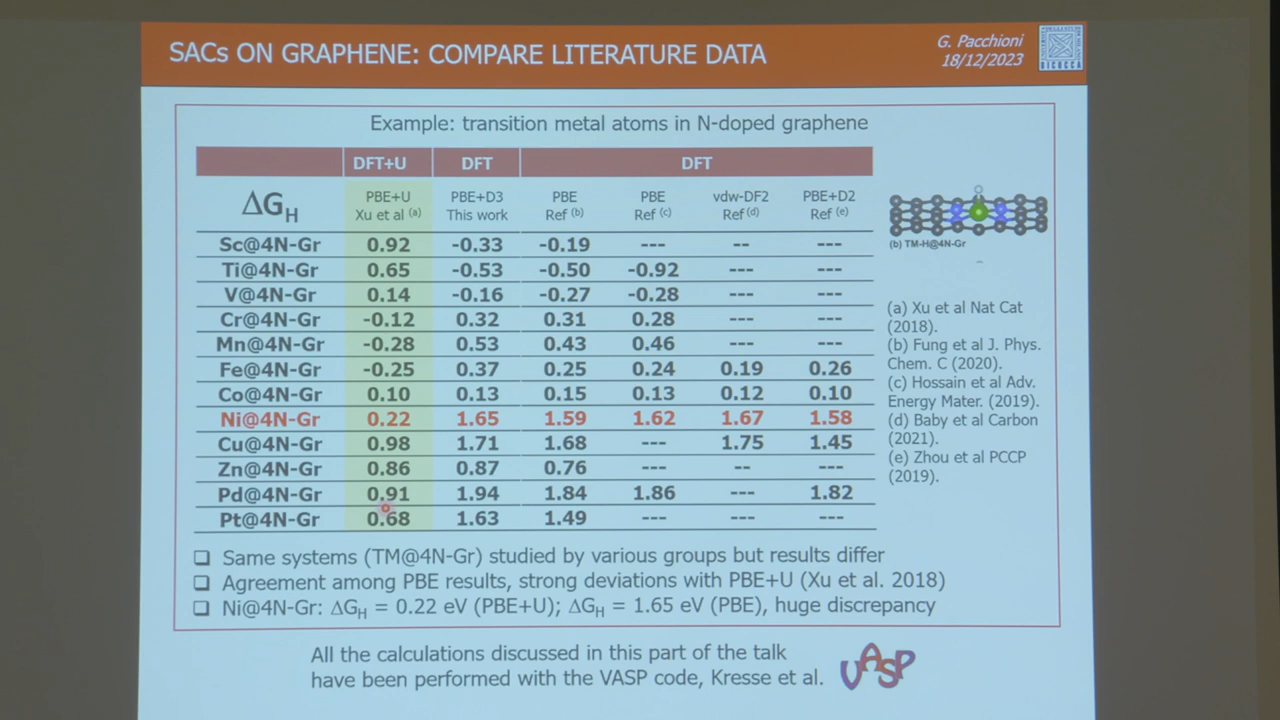 SACs ON GRAPHENE: COMPARE LITERATURE DATA
G. Pacchioni
18/12/2023
BICOCCA
Example: transition metal atoms in N-doped graphene
DFT+U DFT DFT
ΔGH PBE+U PBE+D3 PBE PBE vdw-DF2 PBE+D2
Xu et al (a) This work Ref (b) Ref (c) Ref (d) Ref (e)
Sc@4N-Gr 0.92 -0.33 -0.19 --- -- ---
Ti@4N-Gr 0.65 -0.53 -0.50 -0.92 --- ---
V@4N-Gr 0.14 -0.16 -0.27 -0.28 --- ---
Cr@4N-Gr -0.12 0.32 0.31 0.28 --- ---
Mn@4N-Gr -0.28 0.53 0.43 0.46 --- ---
Fe@4N-Gr -0.25 0.37 0.25 0.24 0.19 0.26
Co@4N-Gr 0.10 0.13 0.15 0.13 0.12 0.10
Ni@4N-Gr 0.22 1.65 1.59 1.62 1.67 1.58
Cu@4N-Gr 0.98 1.71 1.68 --- 1.75 1.45
Zn@4N-Gr 0.86 0.87 0.76 --- -- ---
Pd@4N-Gr 0.91 1.94 1.84 1.86 --- 1.82
Pt@4N-Gr 0.68 1.63 1.49 --- --- ---
(b) TM-H@4N-Gr
(a) Xu et al Nat Cat
(2018).
(b) Fung et al J. Phys.
Chem. C (2020).
(c) Hossain et al Adv.
Energy Mater. (2019).
(d) Baby et al Carbon
(2021).
(e) Zhou et al PCCP
(2019).
❑ Same systems (TM@4N-Gr) studied by various groups but results differ
❑ Agreement among PBE results, strong deviations with PBE+U (Xu et al. 2018)
❑ Ni@4N-Gr: ΔGH = 0.22 eV (PBE+U); ΔGH = 1.65 eV (PBE), huge discrepancy
All the calculations discussed in this part of the talk
have been performed with the VASP code, Kresse et al.
VASP